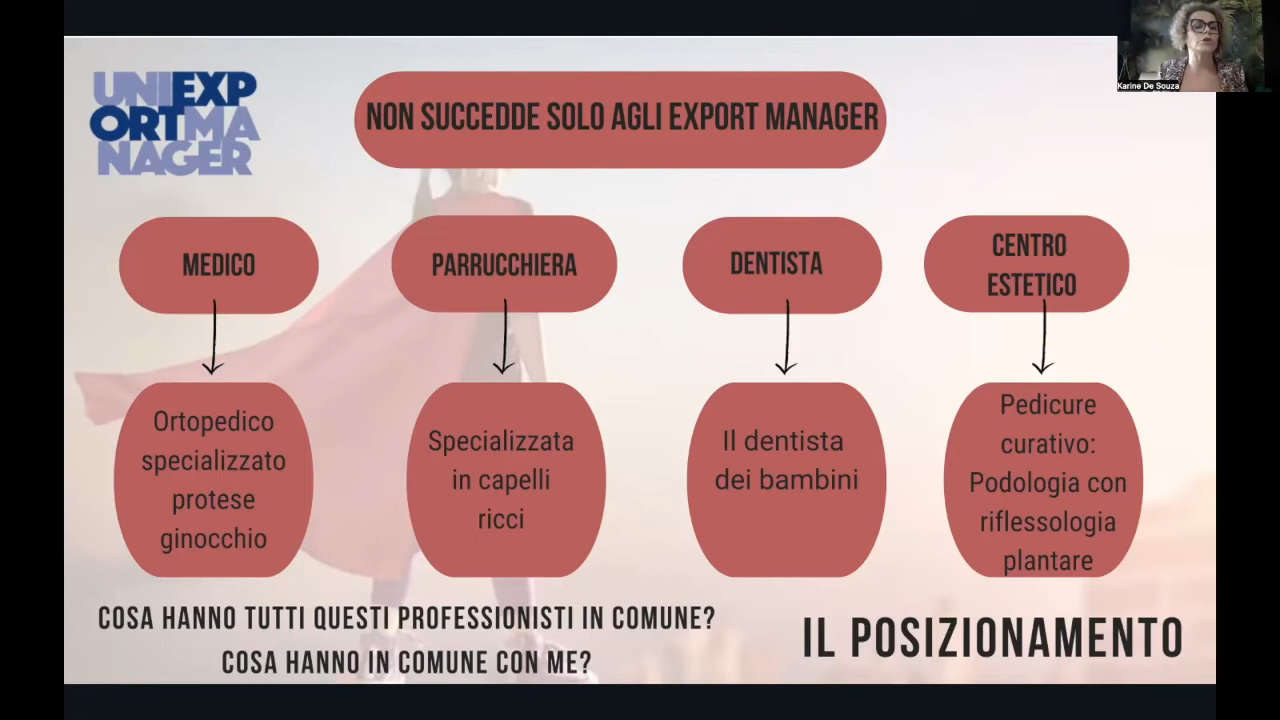 UNIEXP
ORTMA
NAGER
Karine De Souza
NON SUCCEDDE SOLO AGLI EXPORT MANAGER
MEDICO
PARRUCCHIERA
DENTISTA
CENTRO
ESTETICO
Ortopedico
specializzato
protese
ginocchio
Specializzata
in capelli
ricci
Il dentista
dei bambini
Pedicure
curativo:
Podologia con
riflessologia
plantare
COSA HANNO TUTTI QUESTI PROFESSIONISTI IN COMUNE?
COSA HANNO IN COMUNE CON ME?
IL POSIZIONAMENTO